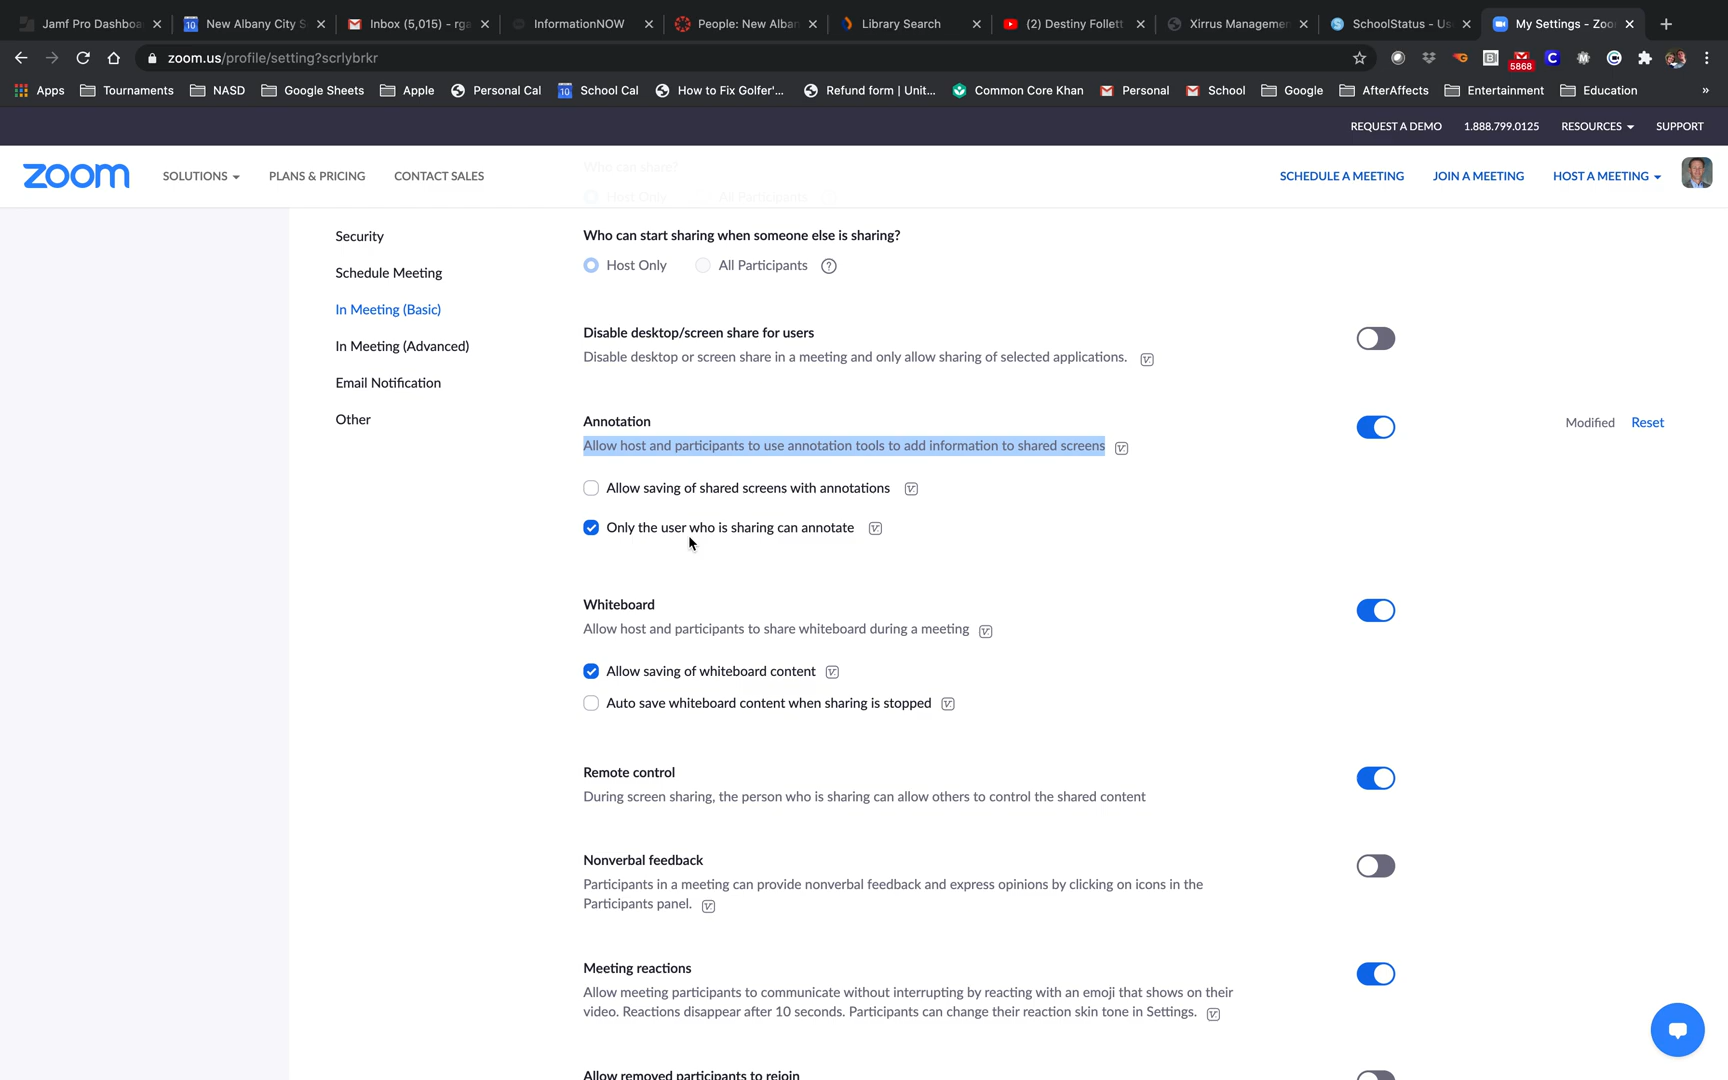 Jamf Pro Dashboa
New Albany City S
Inbox (5,015) - rga
InformationNOW
People: New Alban
Library Search
(2) Destiny Follett
Xirrus Managemen
SchoolStatus - Us
My Settings - Zoo
zoom.us/profile/setting?scrlybrkr
5868
Apps
Tournaments
NASD
Google Sheets
Apple
Personal Cal
School Cal
How to Fix Golfer'...
Refund form | Unit...
Common Core Khan
Personal
School
Google
AfterAffects
Entertainment
Education
»
REQUEST A DEMO
1.888.799.0125
RESOURCES
SUPPORT
zoom
SOLUTIONS
PLANS & PRICING
CONTACT SALES
SCHEDULE A MEETING
JOIN A MEETING
HOST A MEETING
Who can share?
Host Only
All Participants
Security
Schedule Meeting
In Meeting (Basic)
In Meeting (Advanced)
Email Notification
Other
Who can start sharing when someone else is sharing?
Host Only
All Participants
?
Disable desktop/screen share for users
Disable desktop or screen share in a meeting and only allow sharing of selected applications.
Annotation
Modified
Reset
Allow host and participants to use annotation tools to add information to shared screens
Allow saving of shared screens with annotations
Only the user who is sharing can annotate
Whiteboard
Allow host and participants to share whiteboard during a meeting
Allow saving of whiteboard content
Auto save whiteboard content when sharing is stopped
Remote control
During screen sharing, the person who is sharing can allow others to control the shared content
Nonverbal feedback
Participants in a meeting can provide nonverbal feedback and express opinions by clicking on icons in the
Participants panel.
Meeting reactions
Allow meeting participants to communicate without interrupting by reacting with an emoji that shows on their
video. Reactions disappear after 10 seconds. Participants can change their reaction skin tone in Settings.
Allow removed participants to rejoin